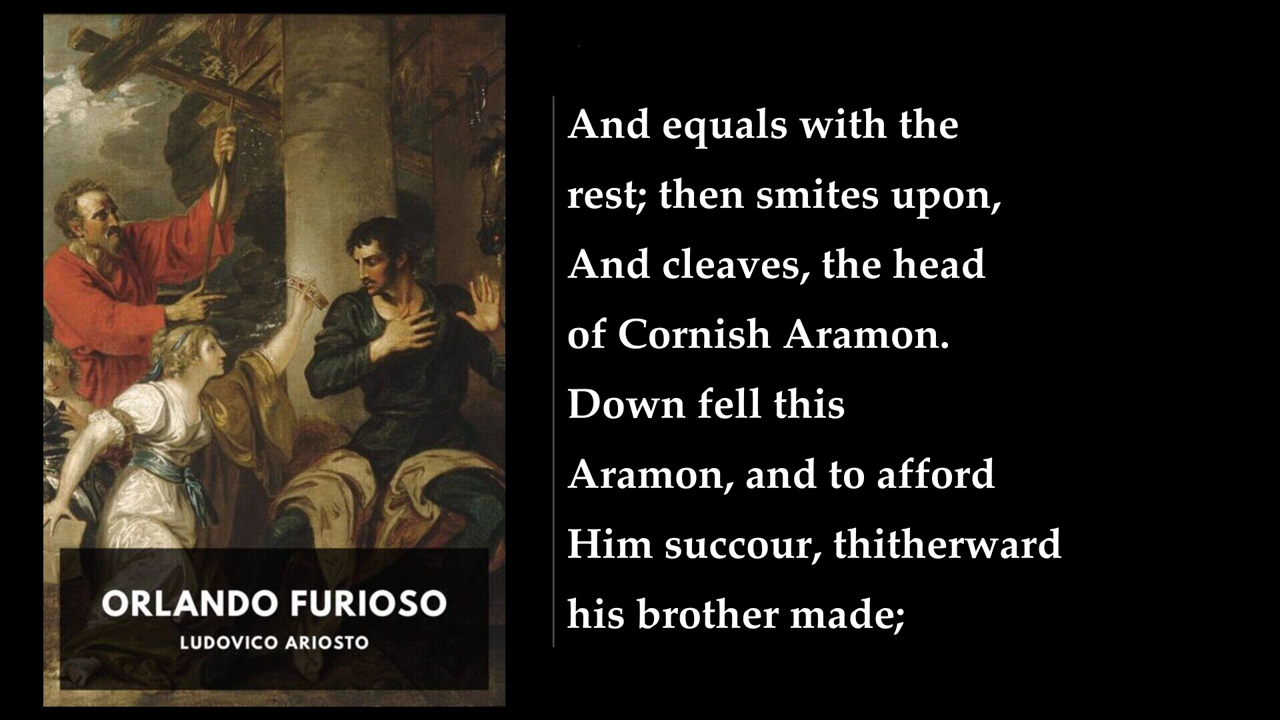 ORLANDO FURIOSO
LUDOVICO ARIOSTO
And equals with the
rest; then smites upon,
And cleaves, the head
of Cornish Aramon.
Down fell this
Aramon, and to afford
Him succour, thitherward
his brother made;